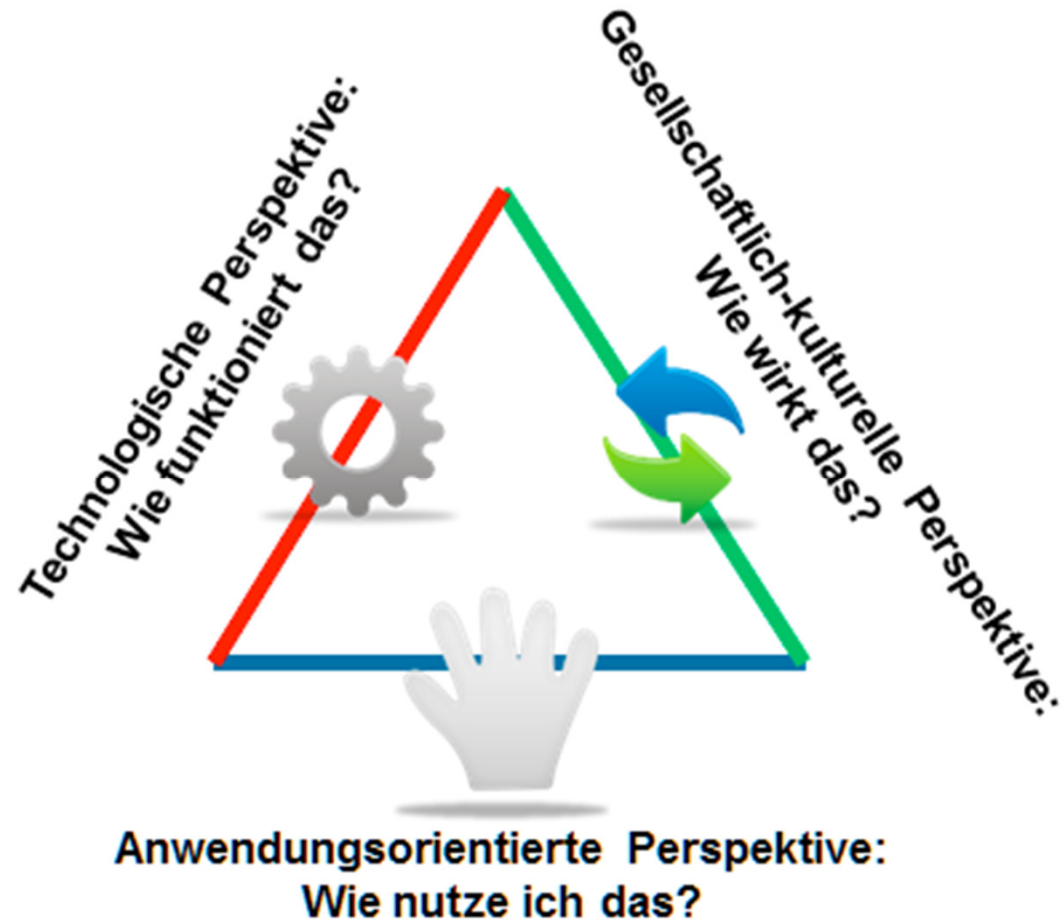 Technologische Perspektive:
Wie funktioniert das?
Gesellschaftlich-kulturelle Perspektive:
Wie wirkt das?
Anwendungsorientierte Perspektive:
Wie nutze ich das?